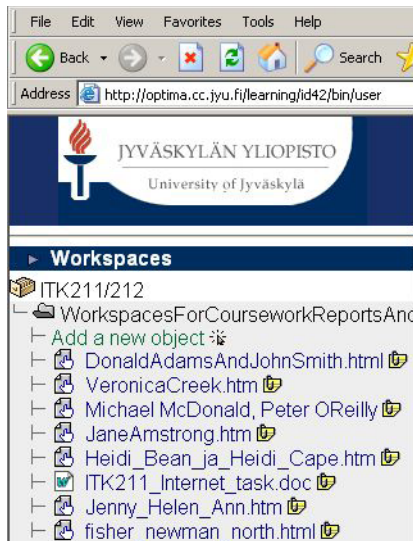 File Edit View Favorites Tools Help
Back Search
Address http://optima.cc.jyu.fi/learning/id42/bin/user
JYVÄSKYLÄN YLIOPISTO
University of Jyväskylä
Workspaces
ITK211/212
WorkspacesForCourseworkReportsAnd
Add a new object
DonaldAdamsAndJohnSmith.html
VeronicaCreek.htm
Michael McDonald, Peter OReilly
JaneAmstrong.htm
Heidi_Bean_ja_Heidi_Cape.htm
ITK211_Internet_task.doc
Jenny_Helen_Ann.htm
fisher_newman_north.html